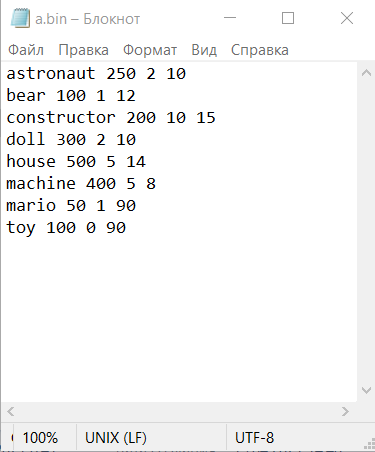 a.bin – Блокнот
Файл Правка Формат Вид Справка
astronaut 250 2 10
bear 100 1 12
constructor 200 10 15
doll 300 2 10
house 500 5 14
machine 400 5 8
mario 50 1 90
toy 100 0 90
100% UNIX (LF) UTF-8